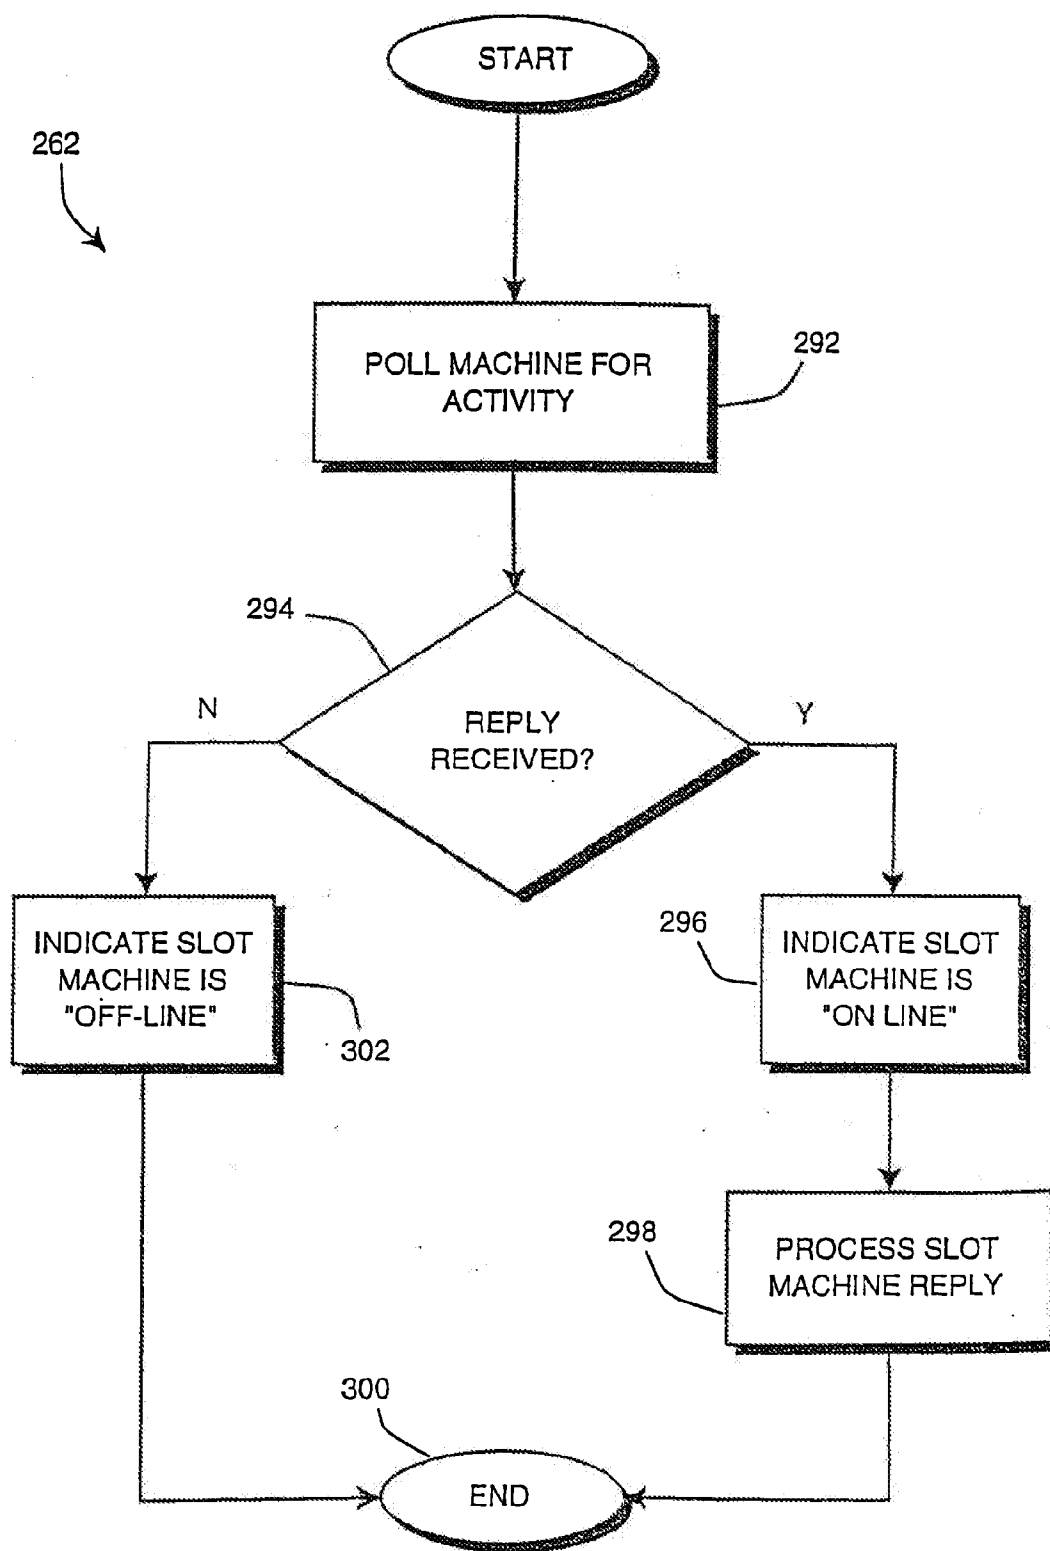 START
262
POLL MACHINE FOR
ACTIVITY
292
294
N
REPLY
RECEIVED?
Y
INDICATE SLOT
MACHINE IS
"OFF-LINE"
302
296
INDICATE SLOT
MACHINE IS
"ON LINE"
298
PROCESS SLOT
MACHINE REPLY
300
END